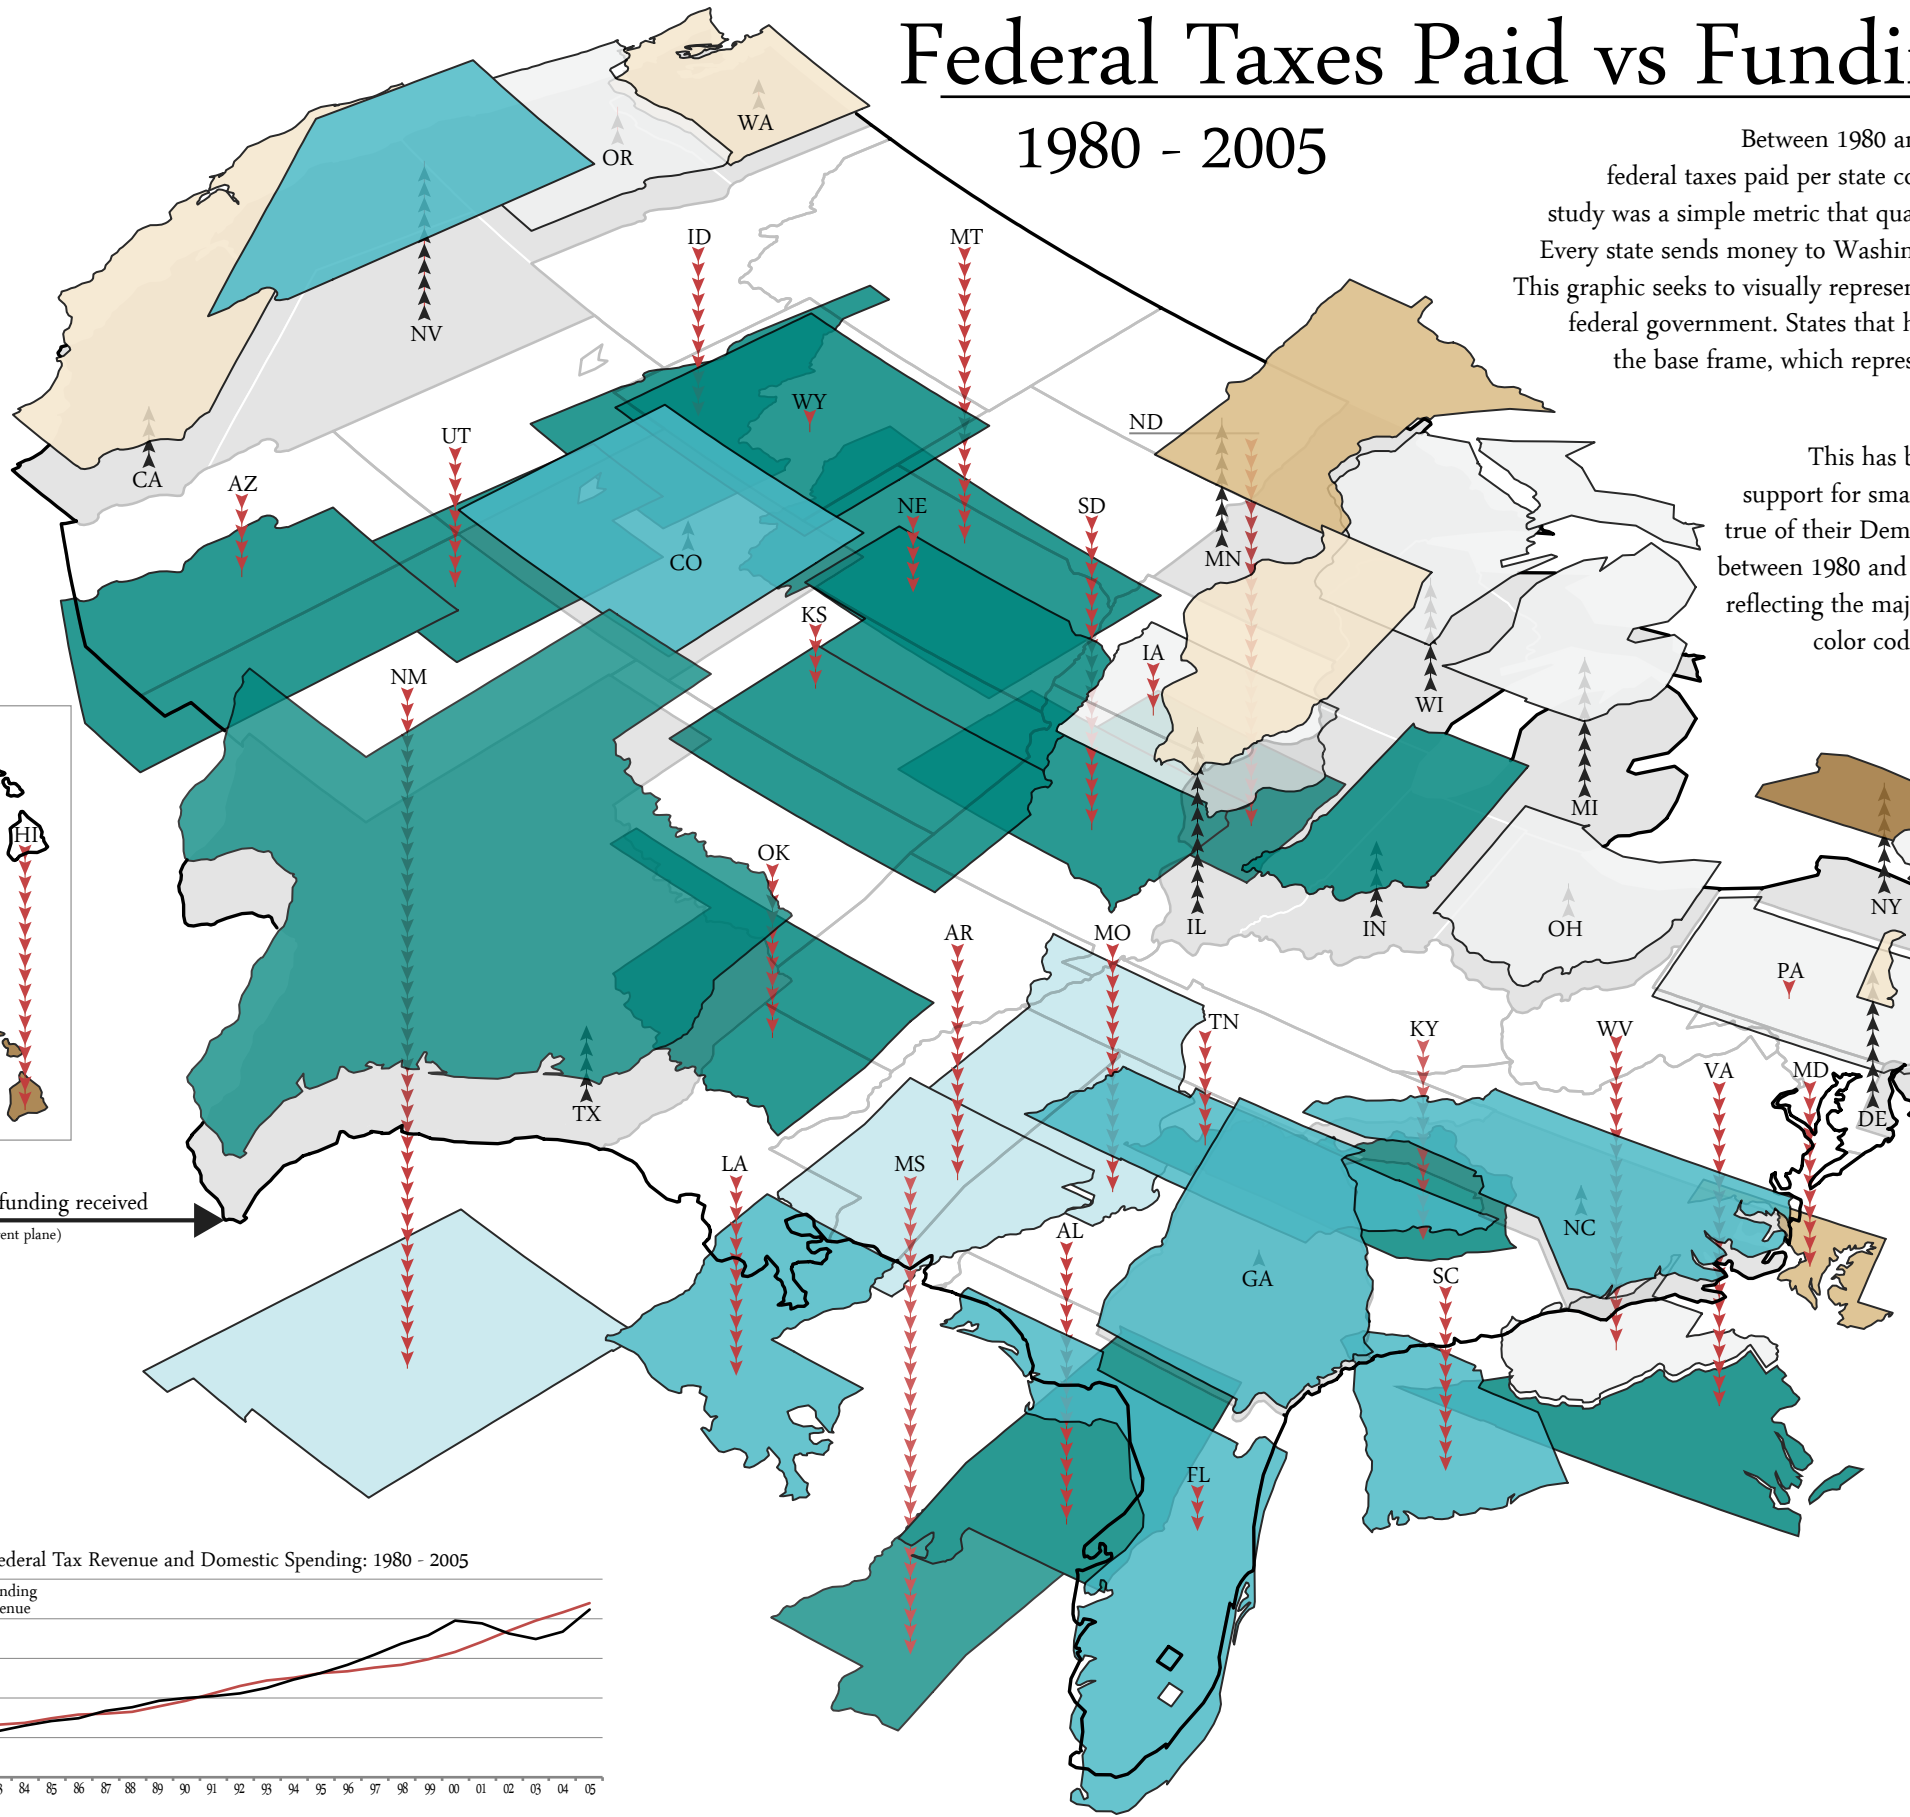 Federal Taxes Paid vs Fundi
1980 - 2005
Between 1980 an
federal taxes paid per state co
study was a simple metric that qua
Every state sends money to Washin
This graphic seeks to visually represen
federal government. States that h
the base frame, which repres
This has b
support for sma
true of their Dem
between 1980 and
reflecting the maj
color cod
WA
OR
NV
ID
MT
WY
ND
CA
AZ
UT
NE
SD
CO
MN
KS
IA
NM
WI
MI
HI
OK
IL
IN
OH
NY
AR
MO
PA
TN
KY
WV
VA
MD
TX
DE
LA
MS
AL
NC
GA
SC
FL
funding received
ent plane)
ederal Tax Revenue and Domestic Spending: 1980 - 2005
nding
enue
3 84 85 86 87 88 89 90 91 92 93 94 95 96 97 98 99 00 01 02 03 04 05